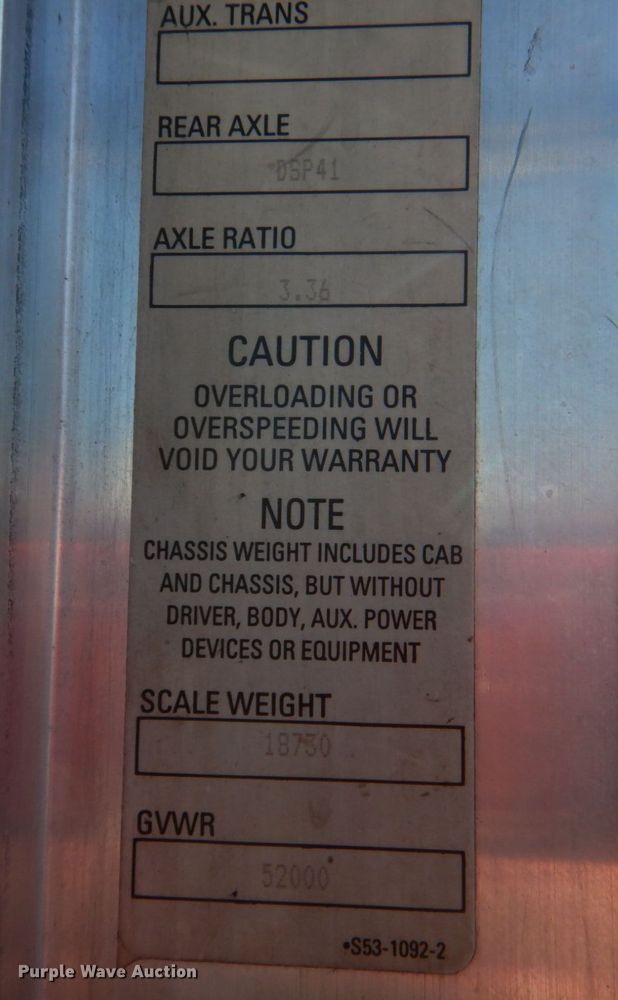 AUX. TRANS
REAR AXLE
DSP41
AXLE RATIO
3.36
CAUTION
OVERLOADING OR
OVERSPEEDING WILL
VOID YOUR WARRANTY
NOTE
CHASSIS WEIGHT INCLUDES CAB
AND CHASSIS, BUT WITHOUT
DRIVER, BODY, AUX. POWER
DEVICES OR EQUIPMENT
SCALE WEIGHT
18730
GVWR
52000
•S53-1092-2
Purple Wave Auction